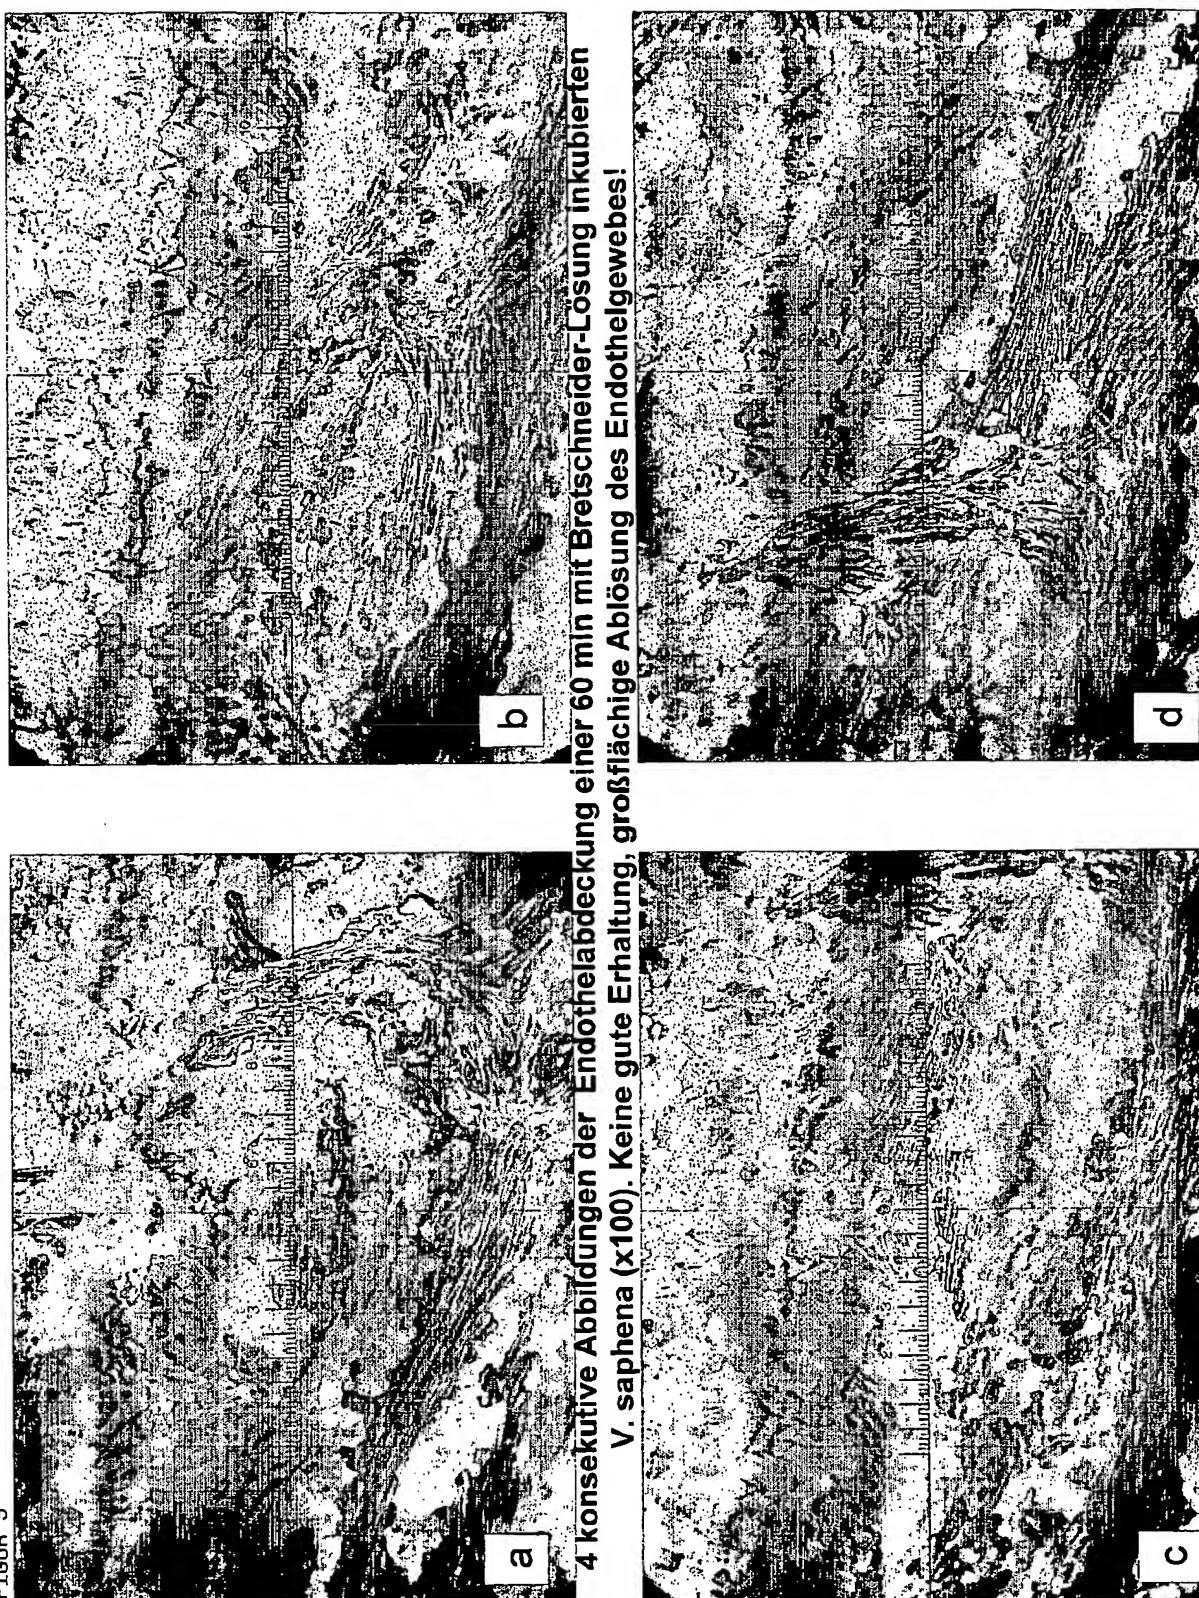 a
b
4 konsekutive Abbildungen der Endothelabdeckung einer 60 min mit Bretschneider-Lösung inkubierten
V. saphena (x100). Keine gute Erhaltung, großflächige Ablösung des Endothelgewebes!
c
d